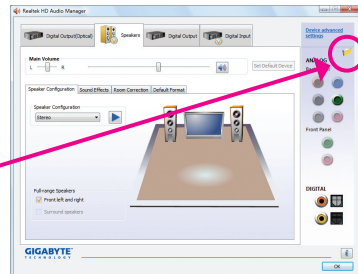 Realtek HD Audio Manager
Digital Output(Optical)
Speakers
Digital Output
Digital Input
Device advanced
settings
Main Volume
L
R
Set Default Device
Speaker Configuration
Sound Effects
Room Correction
Default Format
Speaker Configuration
Stereo
Full-range Speakers
Front left and right
Surround speakers
ANALOG
Front Panel
DIGITAL
GIGABYTE
TECHNOLOGY
i
OK